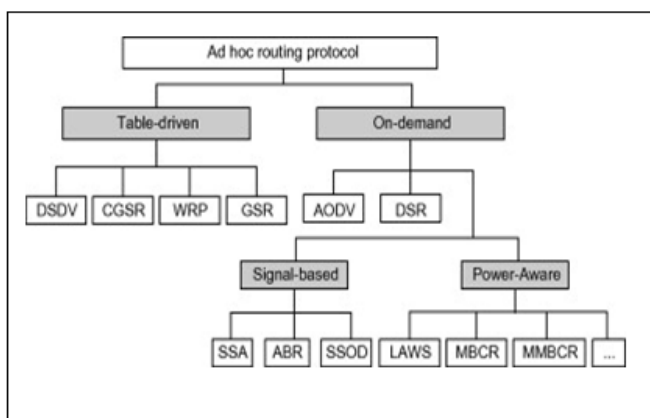 Ad hoc routing protocol
Table-driven
On-demand
DSDV
CGSR
WRP
GSR
AODV
DSR
Signal-based
Power-Aware
SSA
ABR
SSOD
LAWS
MBCR
MMBCR
...